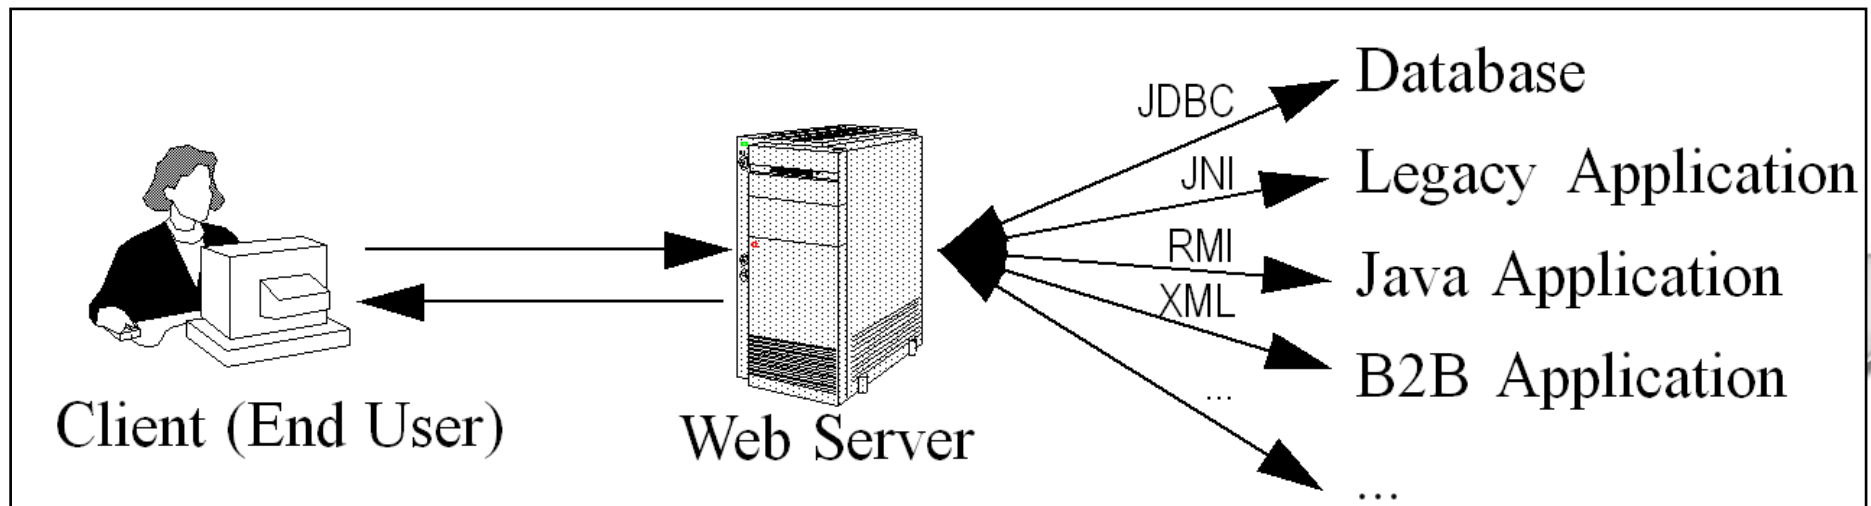 JDBC
Database
JNI
Legacy Application
RMI
Java Application
XML
B2B Application
...
...
Client (End User)
Web Server